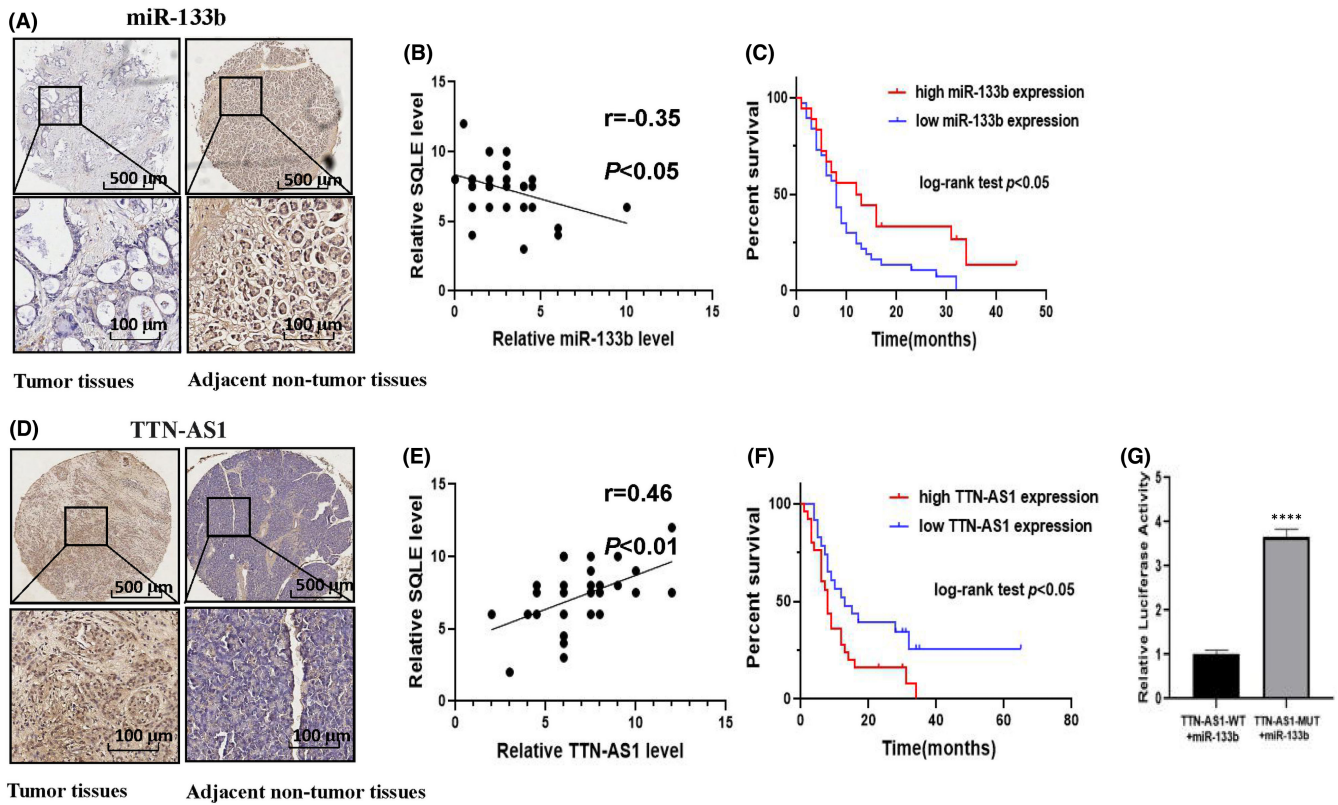 (A)
miR-133b
500 μm
500 μm
100 μm
100 μm
Tumor tissues
Adjacent non-tumor tissues
(B)
15
10
5
0
Relative SQLE level
r=-0.35
P<0.05
0
5
10
15
Relative miR-133b level
(C)
100
50
0
Percent survival
high miR-133b expression
low miR-133b expression
log-rank test p<0.05
0
10
20
30
40
50
Time(months)
(D)
TTN-AS1
500 μm
500 μm
100 μm
100 μm
Tumor tissues
Adjacent non-tumor tissues
(E)
15
10
5
0
Relative SQLE level
r=0.46
P<0.01
0
5
10
15
Relative TTN-AS1 level
(F)
100
50
0
Percent survival
high TTN-AS1 expression
low TTN-AS1 expression
log-rank test p<0.05
0
20
40
60
80
Time(months)
(G)
5
4
3
2
1
0
Relative Luciferase Activity
****
TTN-AS1-WT
+miR-133b
TTN-AS1-MUT
+miR-133b